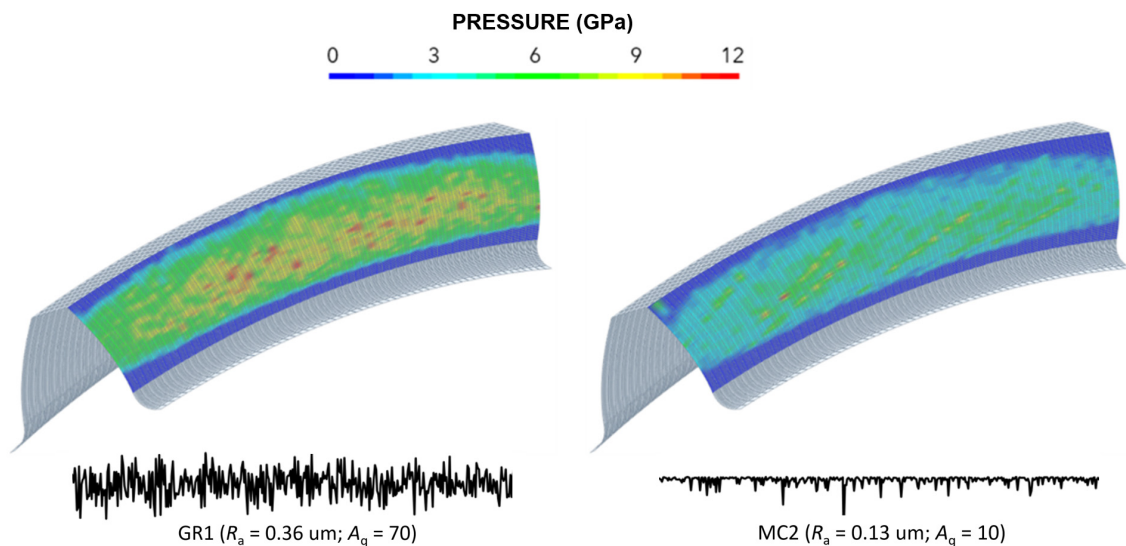 PRESSURE (GPa)
0 3 6 9 12
GR1 (Ra = 0.36 um; Aq = 70)
MC2 (Ra = 0.13 um; Aq = 10)